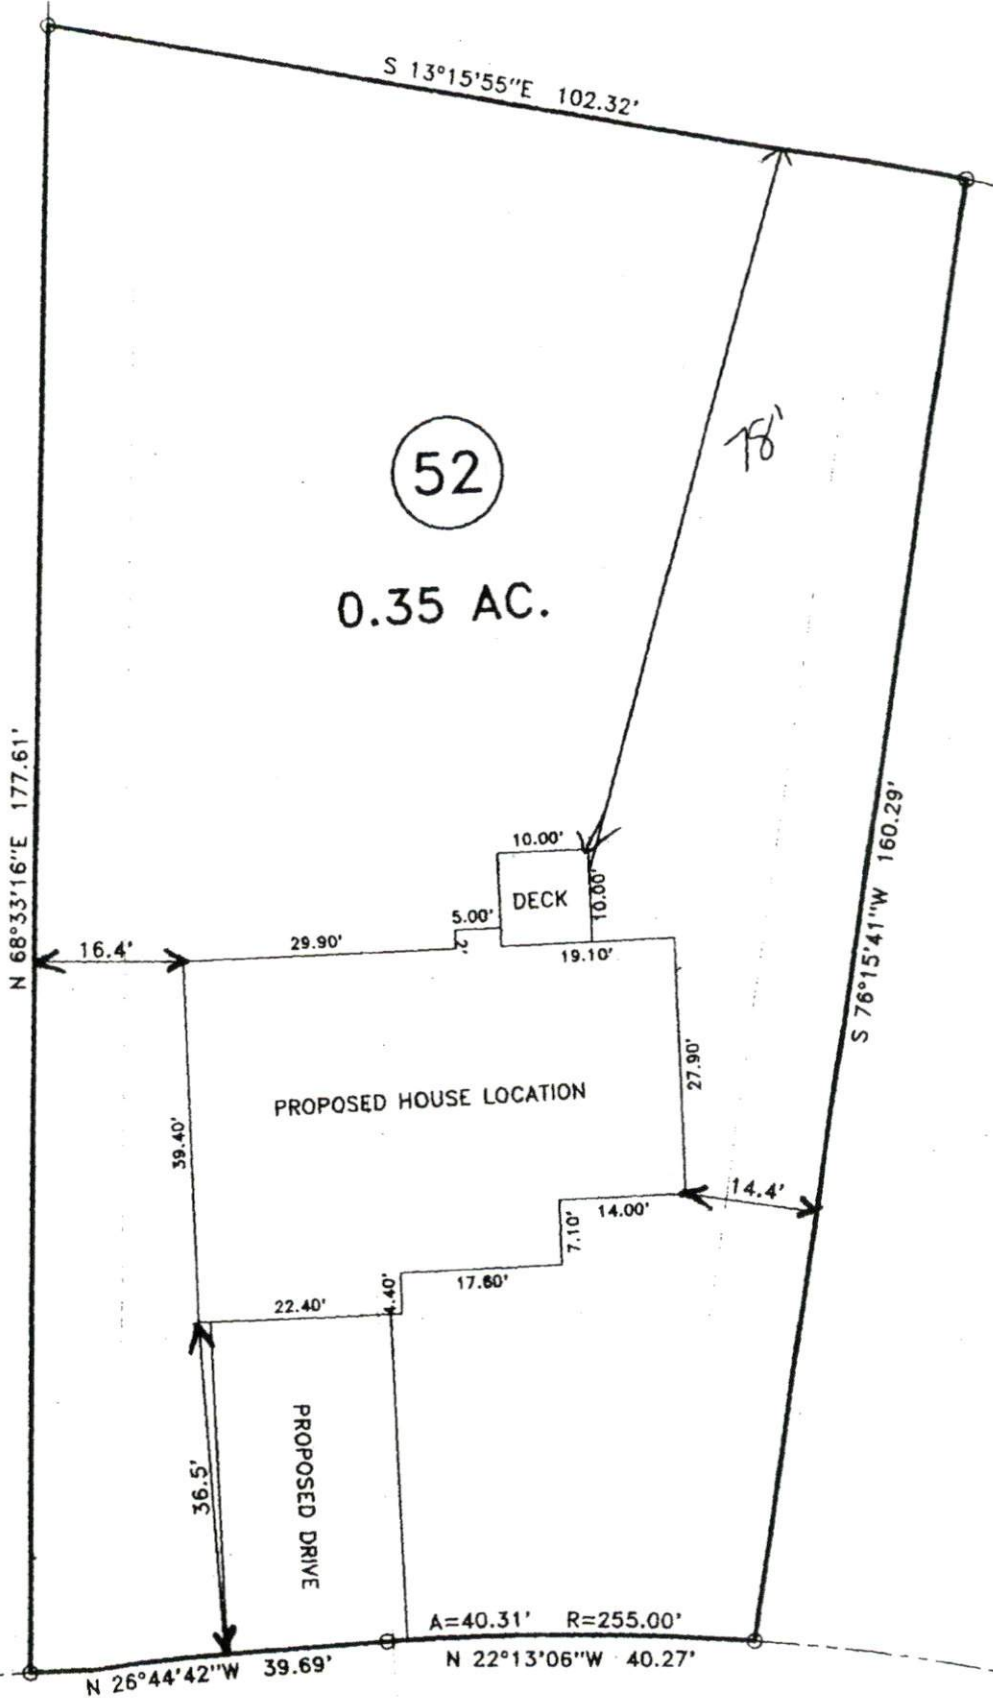 S 13°15'55"E 102.32'
78'
52
0.35 AC.
N 68°33'16"E 177.61'
S 76°15'41"W 160.29'
10.00'
DECK
10.00'
5.00'
2'
29.90'
19.10'
16.4'
27.90'
PROPOSED HOUSE LOCATION
39.40'
14.4'
14.00'
7.10'
17.60'
4.40'
22.40'
PROPOSED DRIVE
36.5'
A=40.31' R=255.00'
N 26°44'42"W 39.69'
N 22°13'06"W 40.27'